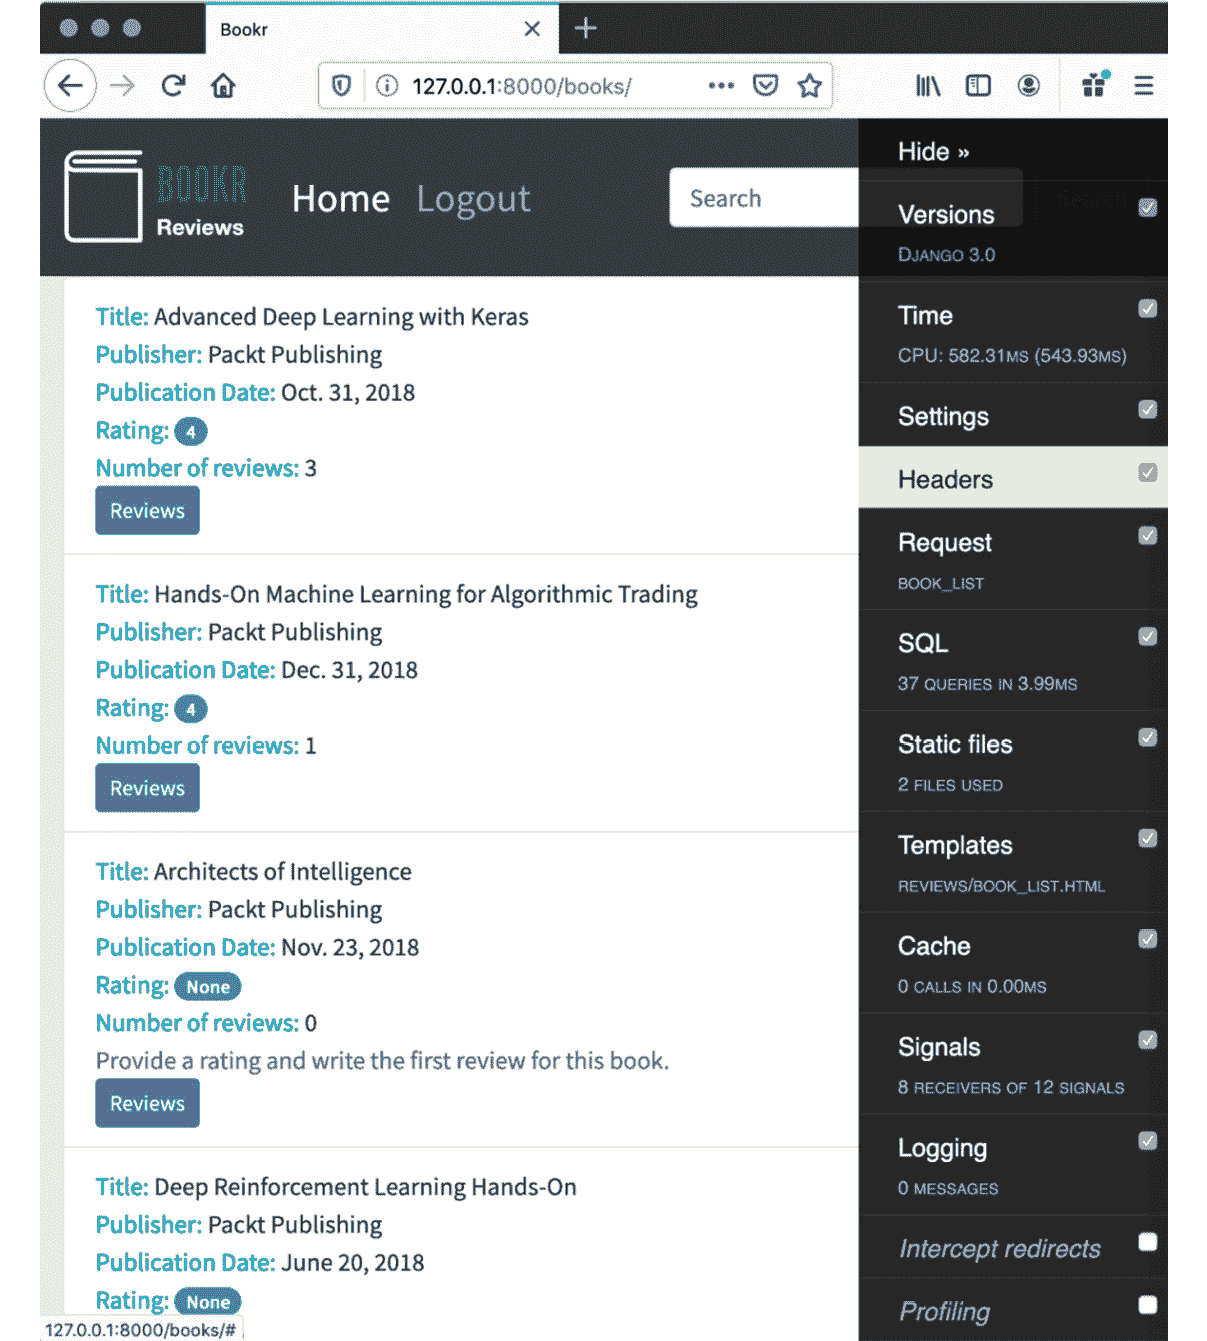 Bookr
127.0.0.1:8000/books/
BOOKR
Reviews
Home Logout
Search
Search
Title: Advanced Deep Learning with Keras
Publisher: Packt Publishing
Publication Date: Oct. 31, 2018
Rating: 4
Number of reviews: 3
Reviews
Title: Hands-On Machine Learning for Algorithmic Trading
Publisher: Packt Publishing
Publication Date: Dec. 31, 2018
Rating: 4
Number of reviews: 1
Reviews
Title: Architects of Intelligence
Publisher: Packt Publishing
Publication Date: Nov. 23, 2018
Rating: None
Number of reviews: 0
Provide a rating and write the first review for this book.
Reviews
Title: Deep Reinforcement Learning Hands-On
Publisher: Packt Publishing
Publication Date: June 20, 2018
Rating: None
127.0.0.1:8000/books/#
Hide »
Versions
DJANGO 3.0
Time
CPU: 582.31MS (543.93MS)
Settings
Headers
Request
BOOK_LIST
SQL
37 QUERIES IN 3.99MS
Static files
2 FILES USED
Templates
REVIEWS/BOOK_LIST.HTML
Cache
0 CALLS IN 0.00MS
Signals
8 RECEIVERS OF 12 SIGNALS
Logging
0 MESSAGES
Intercept redirects
Profiling